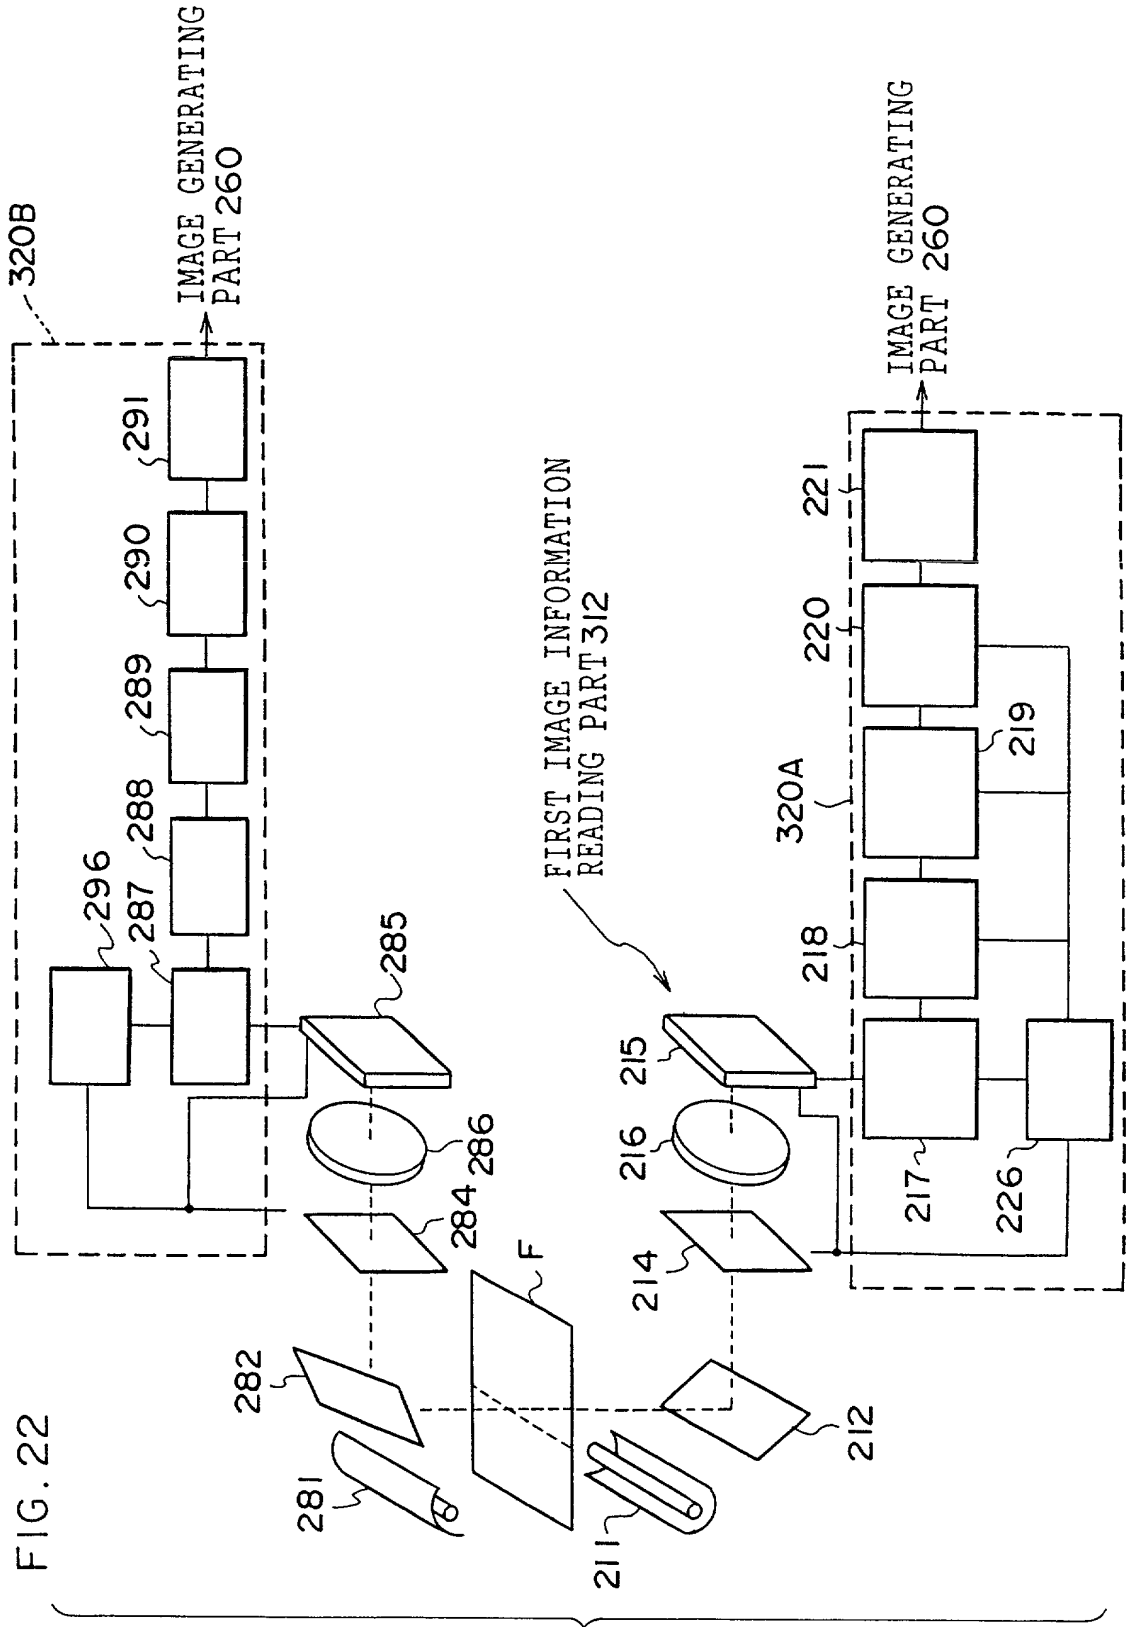 FIG. 22
320B
IMAGE GENERATING
PART 260
291
290
289
288
296
287
285
286
284
282
281
F
FIRST IMAGE INFORMATION
READING PART 312
215
216
214
212
211
IMAGE GENERATING
PART 260
221
220
219
320A
218
217
226